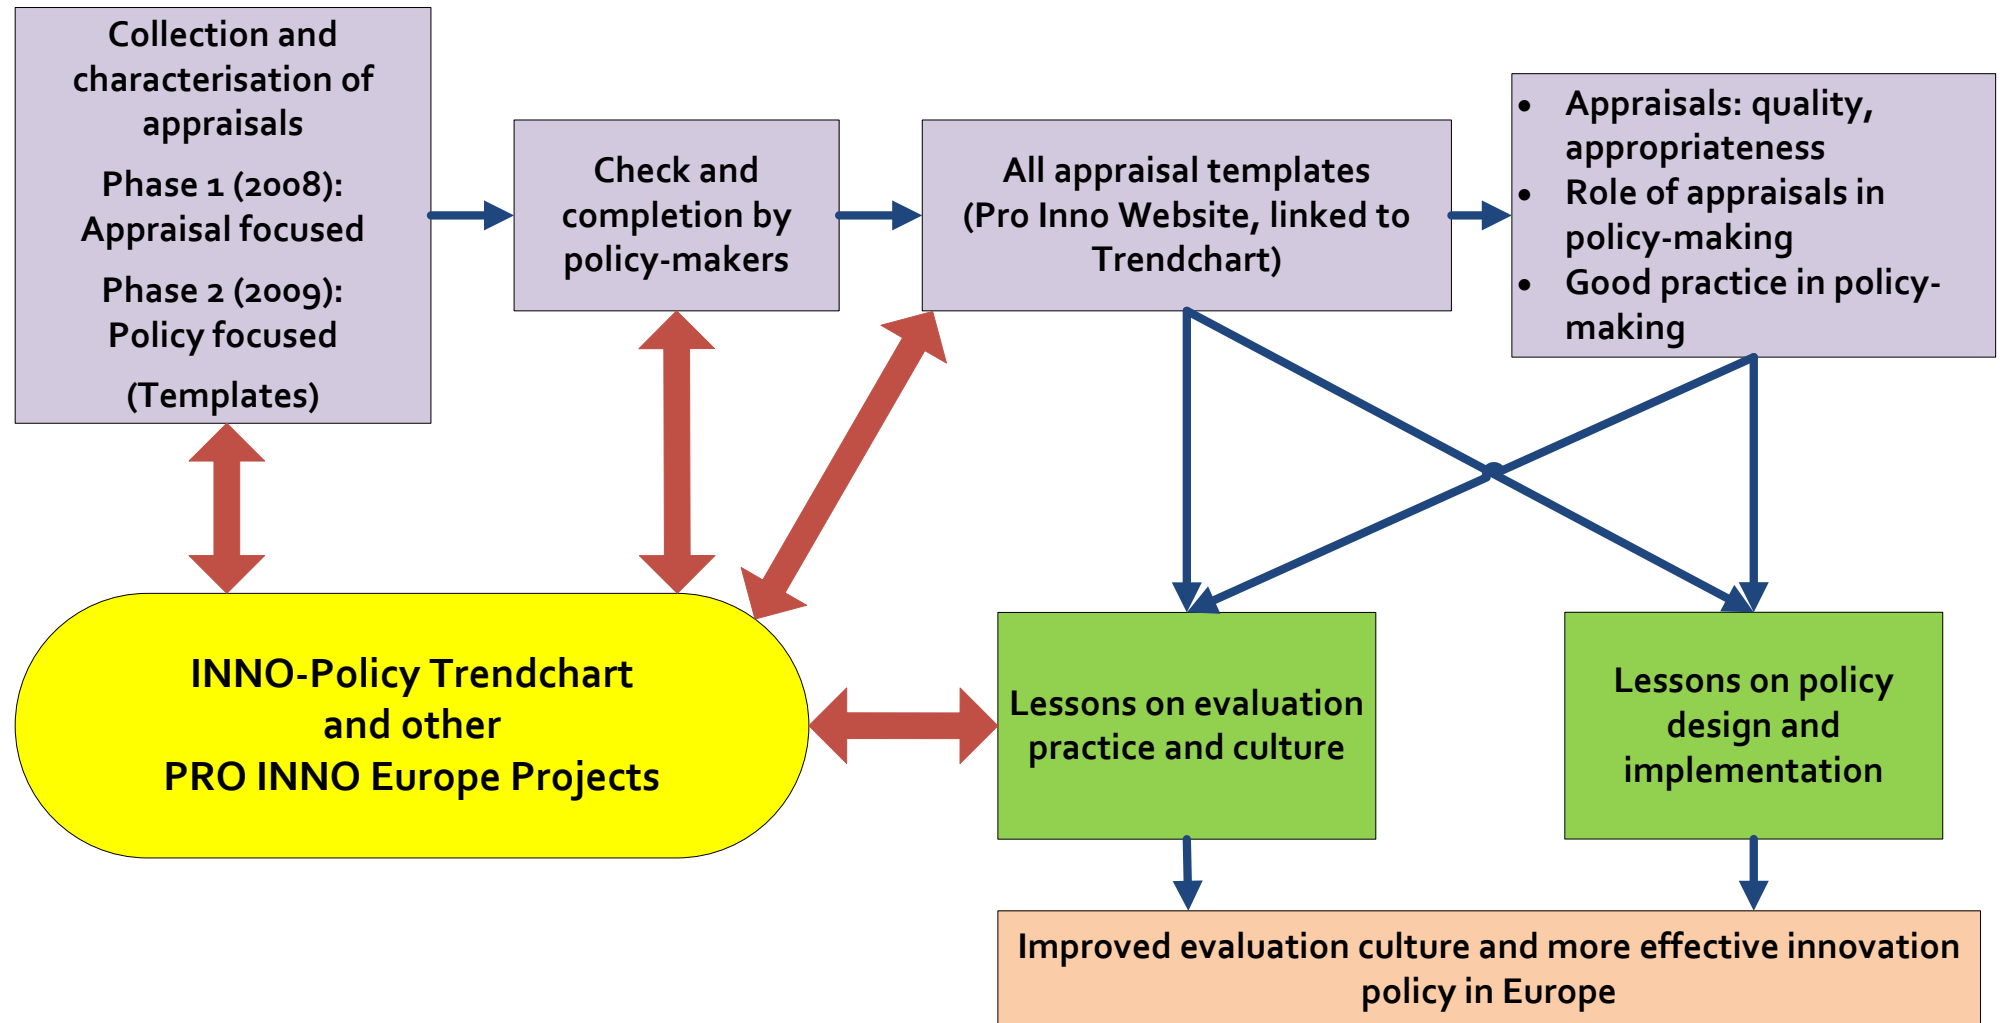 Collection and
characterisation of
appraisals
Phase 1 (2008):
Appraisal focused
Phase 2 (2009):
Policy focused
(Templates)
Check and
completion by
policy-makers
All appraisal templates
(Pro Inno Website, linked to
Trendchart)
• Appraisals: quality,
appropriateness
• Role of appraisals in
policy-making
• Good practice in policy-
making
INNO-Policy Trendchart
and other
PRO INNO Europe Projects
Lessons on evaluation
practice and culture
Lessons on policy
design and
implementation
Improved evaluation culture and more effective innovation
policy in Europe